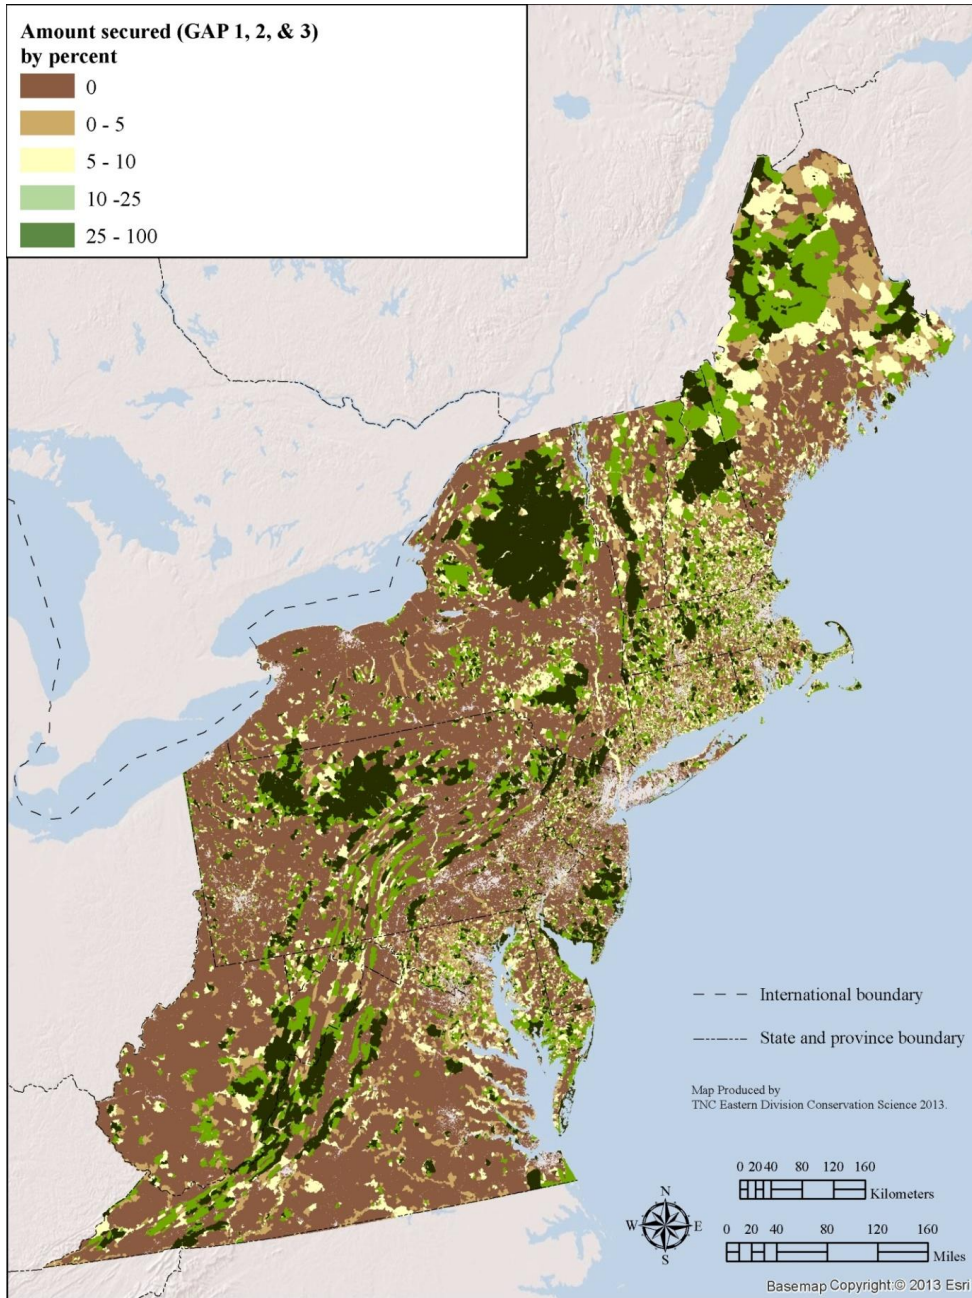 Amount secured (GAP 1, 2, & 3)
by percent
0
0 - 5
5 - 10
10 -25
25 - 100
International boundary
State and province boundary
Map Produced by
TNC Eastern Division Conservation Science 2013.
0 20 40 80 120 160
Kilometers
N
W E
S
0 40 80 120 160
Miles
Basemap Copyright:© 2013 Esri